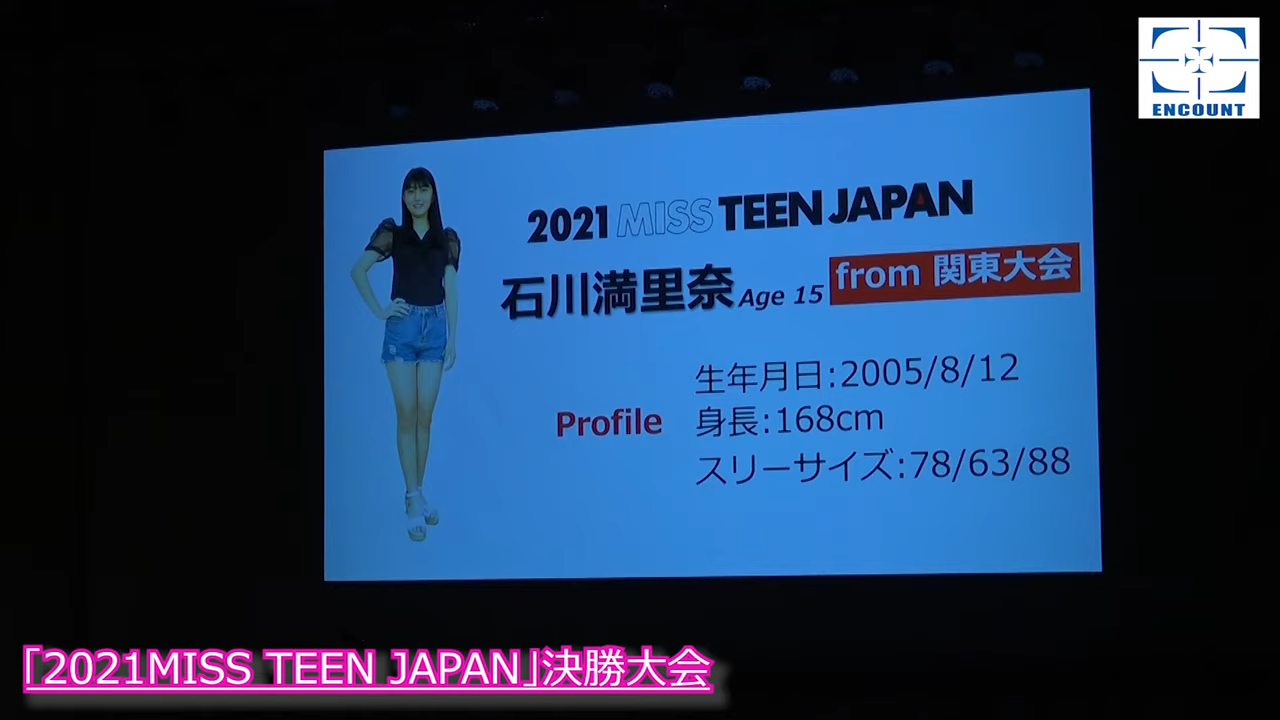 ENCOUNT
2021 MISS TEEN JAPAN
石川満里奈 Age 15 from 関東大会
Profile
生年月日:2005/8/12
身長:168cm
スリーサイズ:78/63/88
「2021MISS TEEN JAPAN」決勝大会